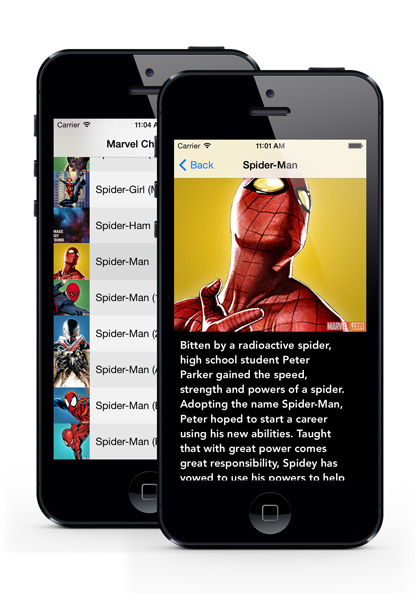 Carrier 11:04
Marvel Ch
Spider-Girl (M
Spider-Ham
Spider-Man
Spider-Man (1
Spider-Man (2
Spider-Man (
Spider-Man (
Spider-Man (
Carrier 11:01 AM
Back Spider-Man
MARVEL
Bitten by a radioactive spider,
high school student Peter
Parker gained the speed,
strength and powers of a spider.
Adopting the name Spider-Man,
Peter hoped to start a career
using his new abilities. Taught
that with great power comes
great responsibility, Spidey has
vowed to use his powers to help